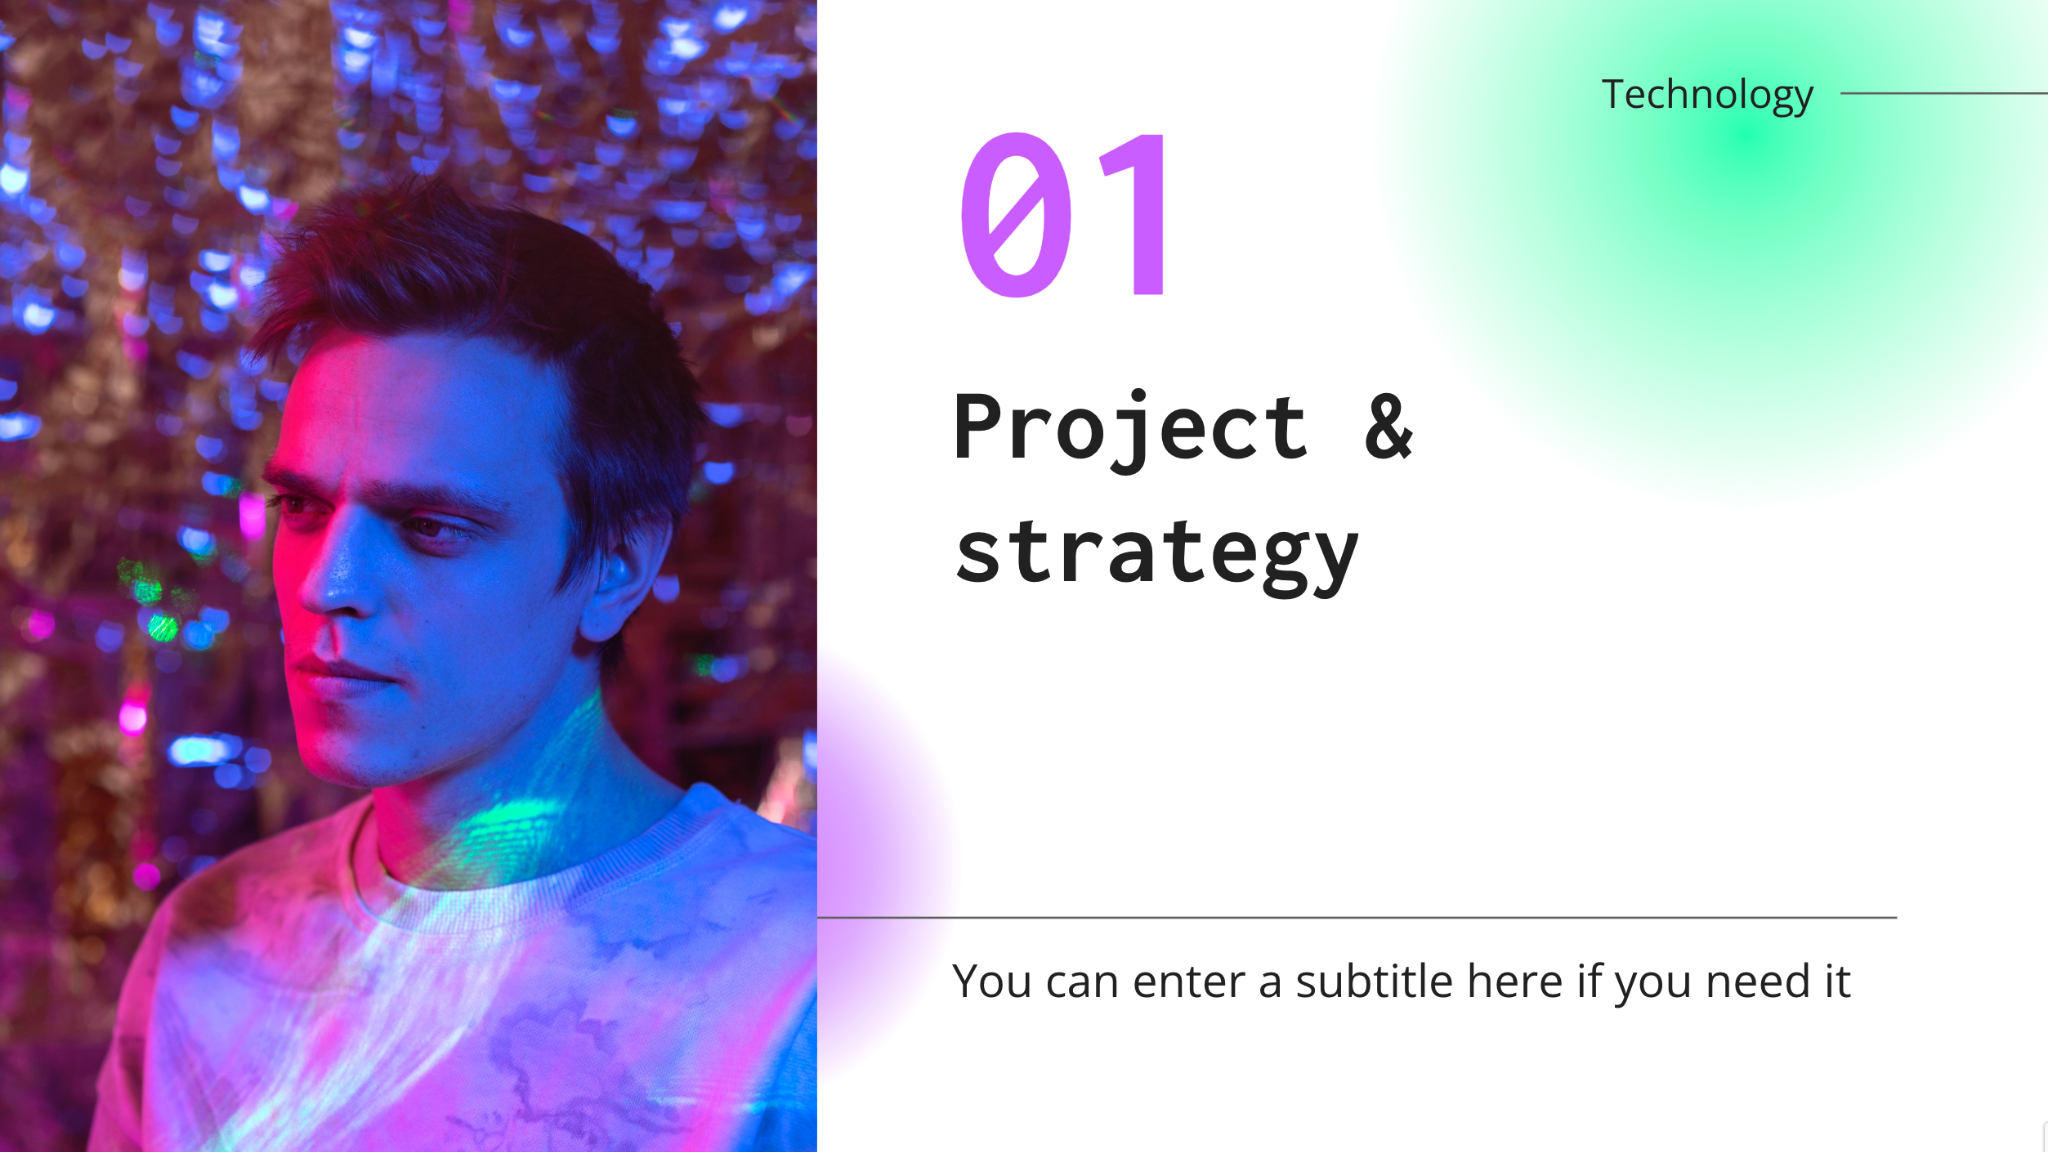 Technology
01
Project &
strategy
You can enter a subtitle here if you need it